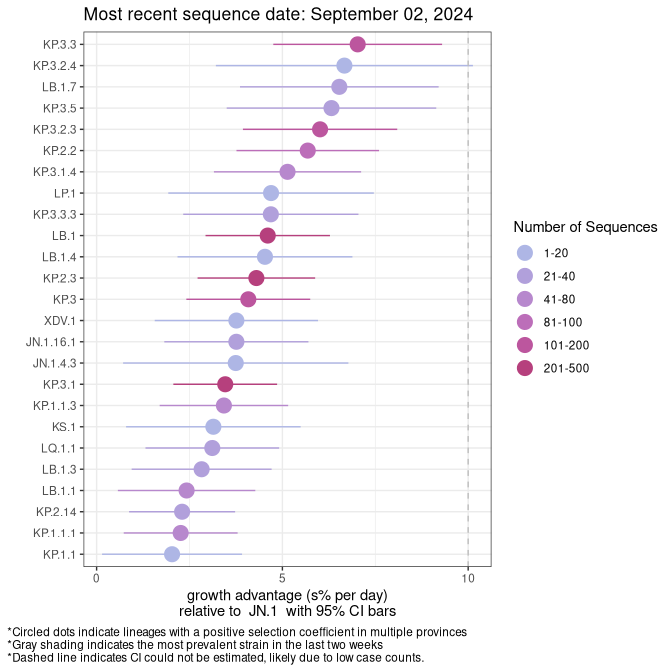 Most recent sequence date: September 02, 2024
KP.3.3
KP.3.2.4
LB.1.7
KP.3.5
KP.3.2.3
KP.2.2
KP.3.1.4
LP.1
KP.3.3.3
LB.1
LB.1.4
KP.2.3
KP.3
XDV.1
JN.1.16.1
JN.1.4.3
KP.3.1
KP.1.1.3
KS.1
LQ.1.1
LB.1.3
LB.1.1
KP.2.14
KP.1.1.1
KP.1.1
0 5 10
growth advantage (s% per day)
relative to JN.1 with 95% CI bars
Number of Sequences
1-20
21-40
41-80
81-100
101-200
201-500
*Circled dots indicate lineages with a positive selection coefficient in multiple provinces
*Gray shading indicates the most prevalent strain in the last two weeks
*Dashed line indicates CI could not be estimated, likely due to low case counts.